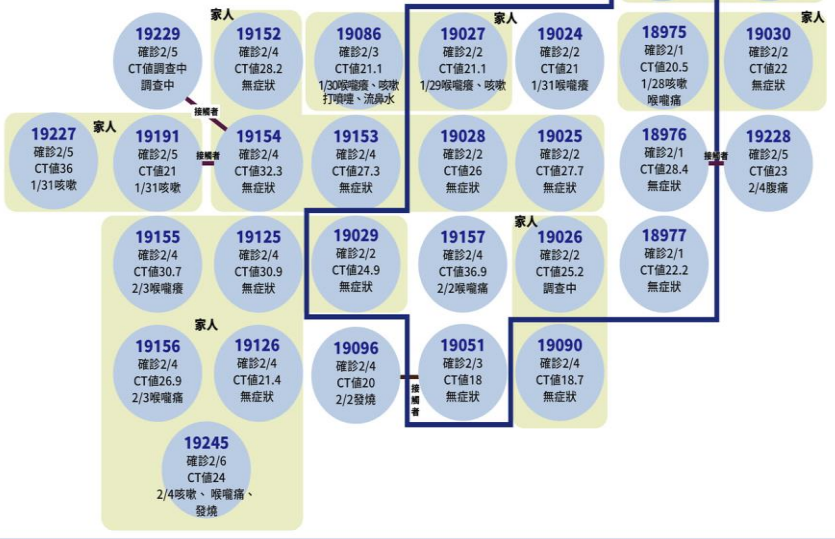 家人
家人
19229
確診2/5
CT值調查中
調查中
19152
確診2/4
CT值28.2
無症狀
19086
確診2/3
CT值21.1
1/30喉嚨癢、咳嗽
打噴嚏、流鼻水
19027
確診2/2
CT值21.1
1/29喉嚨癢、咳嗽
19024
確診2/2
CT值21
1/31喉嚨癢
18975
確診2/1
CT值20.5
1/28咳嗽
喉嚨痛
19030
確診2/2
CT值22
無症狀
接觸者
家人
19227
確診2/5
CT值36
1/31咳嗽
19191
確診2/5
CT值21
1/31咳嗽
接觸者
19154
確診2/4
CT值32.3
無症狀
19153
確診2/4
CT值27.3
無症狀
19028
確診2/2
CT值26
無症狀
19025
確診2/2
CT值27.7
無症狀
18976
確診2/1
CT值28.4
無症狀
接觸者
19228
確診2/5
CT值23
2/4腹痛
家人
19155
確診2/4
CT值30.7
2/3喉嚨癢
19125
確診2/4
CT值30.9
無症狀
19029
確診2/2
CT值24.9
無症狀
19157
確診2/4
CT值36.9
2/2喉嚨痛
19026
確診2/2
CT值25.2
調查中
18977
確診2/1
CT值22.2
無症狀
家人
19156
確診2/4
CT值26.9
2/3喉嚨痛
19126
確診2/4
CT值21.4
無症狀
19096
確診2/4
CT值20
2/2發燒
接觸者
19051
確診2/3
CT值18
無症狀
19090
確診2/4
CT值18.7
無症狀
19245
確診2/6
CT值24
2/4咳嗽、喉嚨痛、
發燒